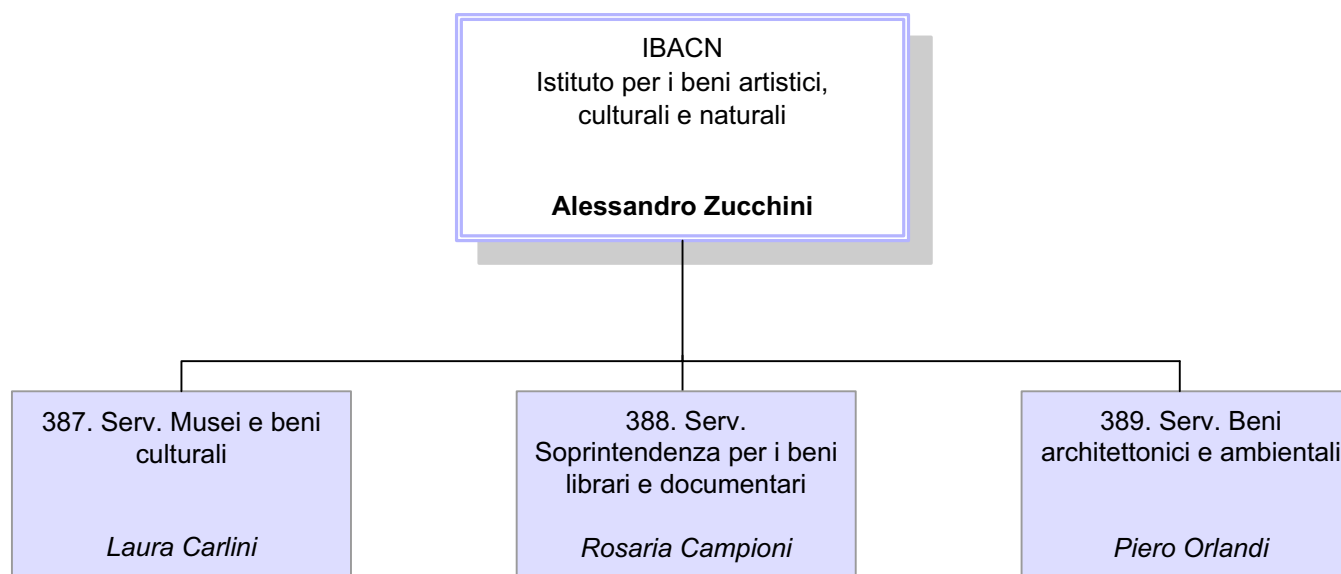 IBACN
Istituto per i beni artistici,
culturali e naturali
Alessandro Zucchini
387. Serv. Musei e beni
culturali
Laura Carlini
388. Serv.
Soprintendenza per i beni
librari e documentari
Rosaria Campioni
389. Serv. Beni
architettonici e ambientali
Piero Orlandi